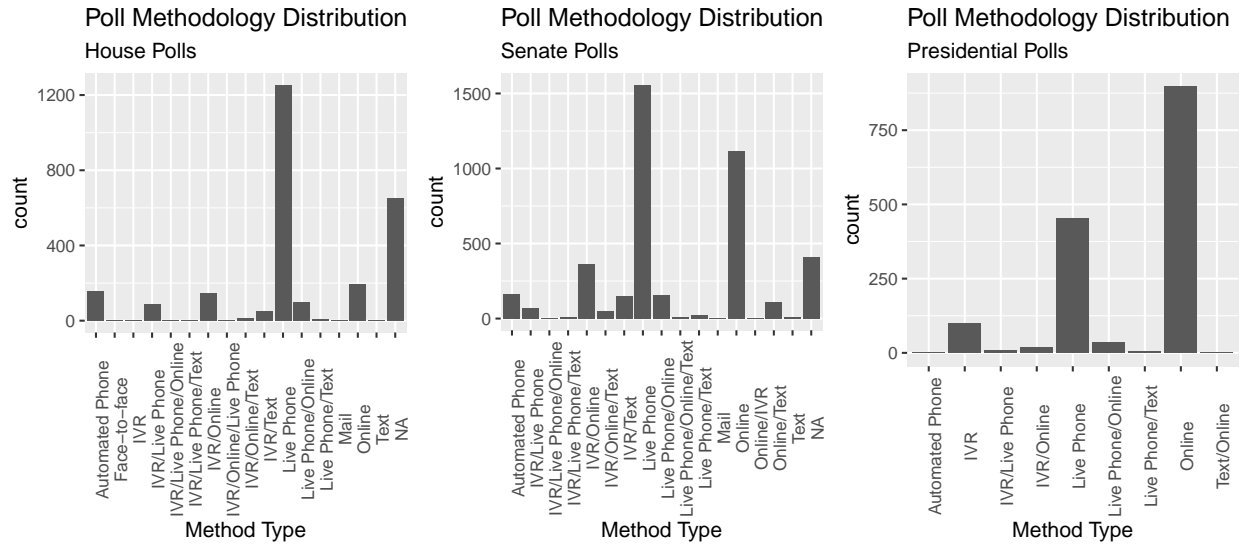 Poll Methodology Distribution
House Polls
1200
800
400
0
count
Automated Phone
Face−to−face
IVR
IVR/Live Phone
IVR/Live Phone/Online
IVR/Live Phone/Text
IVR/Online
IVR/Online/Live Phone
IVR/Online/Text
IVR/Text
Live Phone
Live Phone/Online
Live Phone/Text
Mail
Online
Text
NA
Method Type
Poll Methodology Distribution
Senate Polls
1500
1000
500
0
count
Automated Phone
IVR/Live Phone
IVR/Live Phone/Online
IVR/Live Phone/Text
IVR/Online
IVR/Online/Text
IVR/Text
Live Phone
Live Phone/Online
Live Phone/Online/Text
Live Phone/Text
Mail
Online
Online/IVR
Online/Text
Text
NA
Method Type
Poll Methodology Distribution
Presidential Polls
750
500
250
0
count
Automated Phone
IVR
IVR/Live Phone
IVR/Online
Live Phone
Live Phone/Online
Live Phone/Text
Online
Text/Online
Method Type